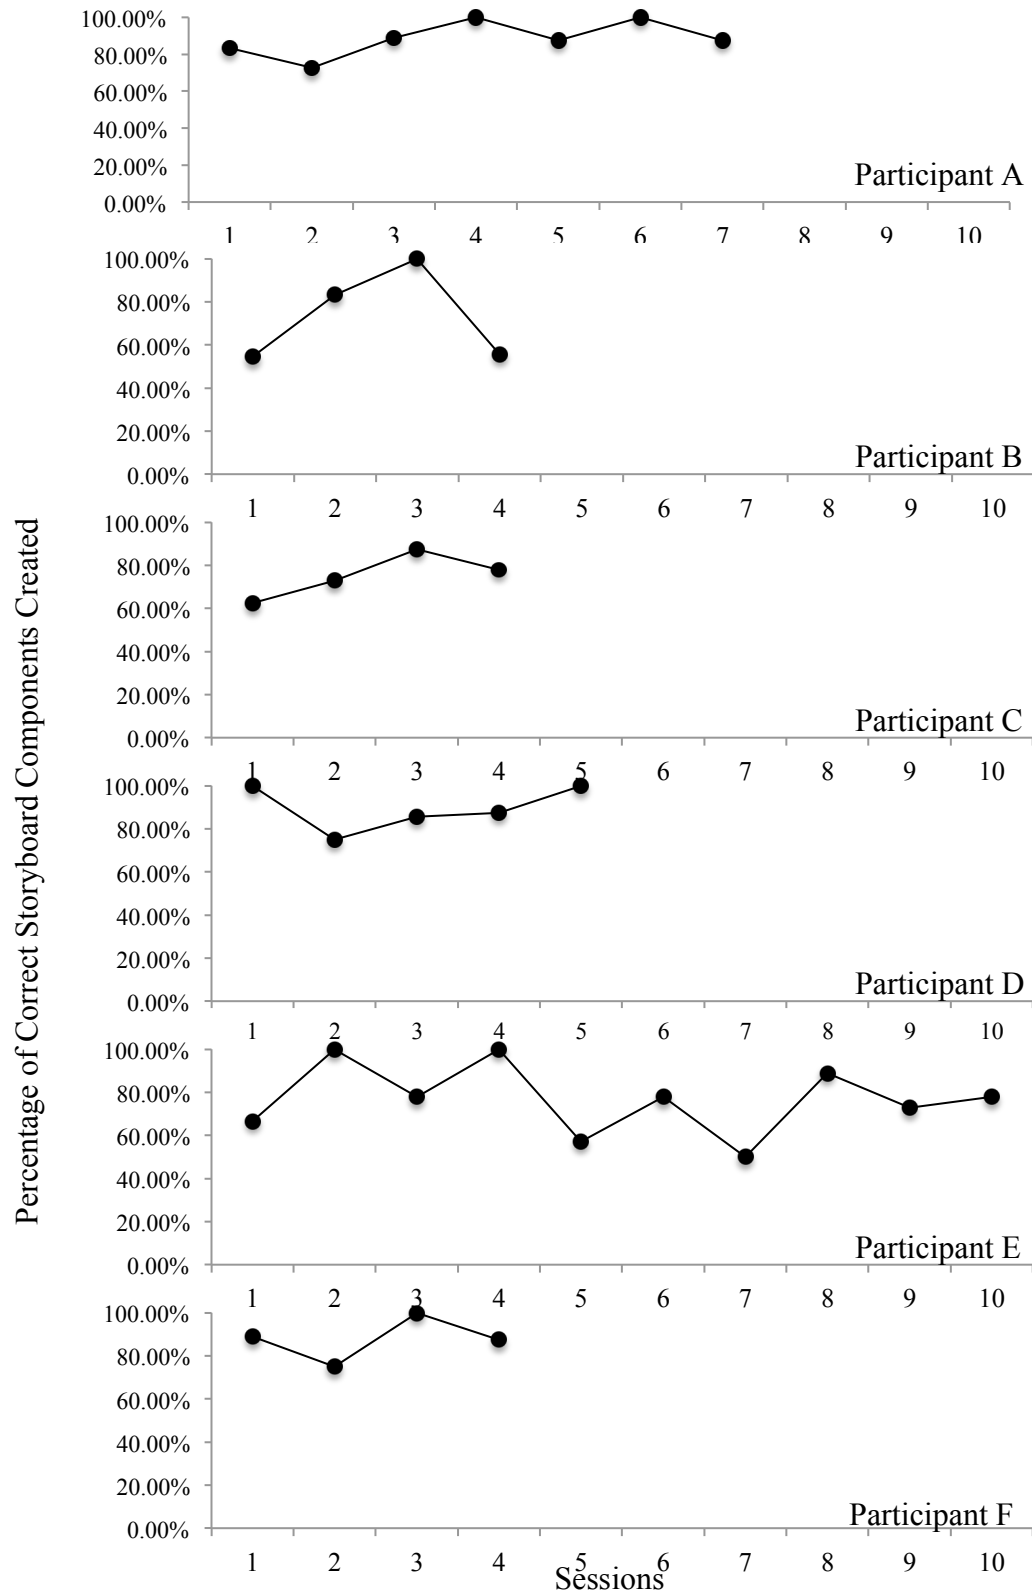 100.00%
80.00%
60.00%
40.00%
20.00%
0.00%
Participant A
1 2 3 4 5 6 7 8 9 10
100.00%
80.00%
60.00%
40.00%
20.00%
0.00%
Participant B
1 2 3 4 5 6 7 8 9 10
100.00%
80.00%
60.00%
40.00%
20.00%
0.00%
Participant C
1 2 3 4 5 6 7 8 9 10
100.00%
80.00%
60.00%
40.00%
20.00%
0.00%
Participant D
1 2 3 4 5 6 7 8 9 10
100.00%
80.00%
60.00%
40.00%
20.00%
0.00%
Participant E
1 2 3 4 5 6 7 8 9 10
100.00%
80.00%
60.00%
40.00%
20.00%
0.00%
Participant F
1 2 3 4 5 6 7 8 9 10
Sessions
Percentage of Correct Storyboard Components Created